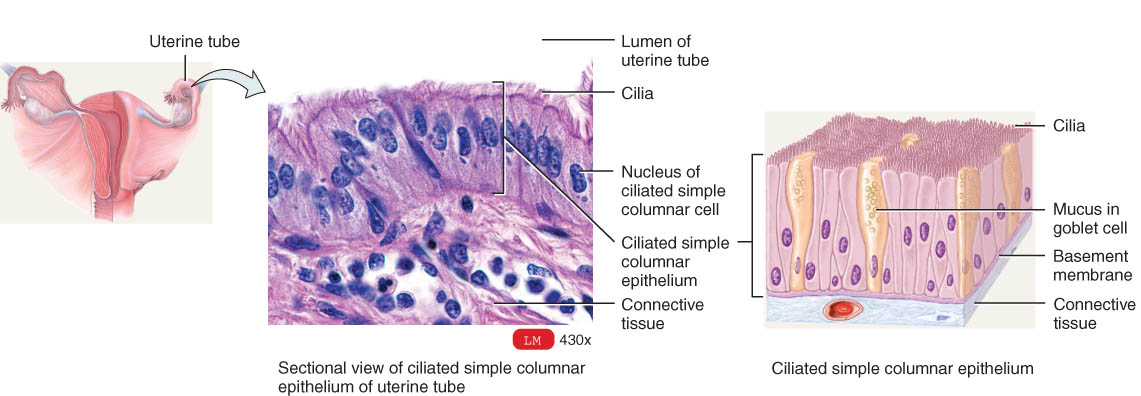 Uterine tube
Lumen of
uterine tube
Cilia
Nucleus of
ciliated simple
columnar cell
Ciliated simple
columnar
epithelium
Connective
tissue
LM 430x
Sectional view of ciliated simple columnar
epithelium of uterine tube
Cilia
Mucus in
goblet cell
Basement
membrane
Connective
tissue
Ciliated simple columnar epithelium